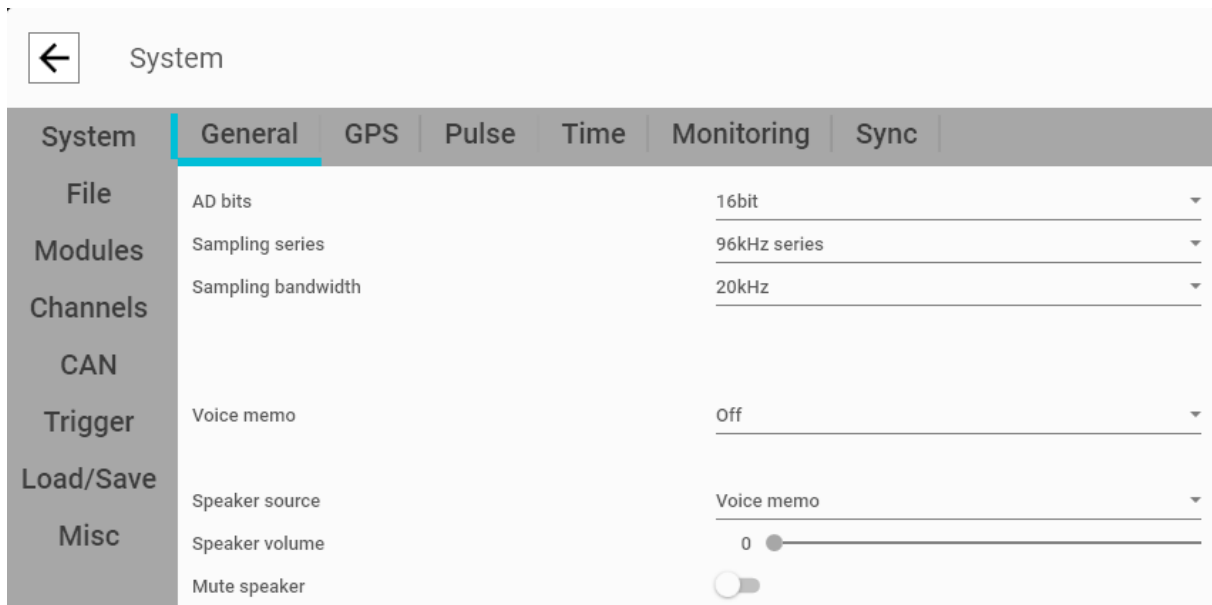 System
System
General GPS Pulse Time Monitoring Sync
File
Modules
Channels
CAN
Trigger
Load/Save
Misc
AD bits 16bit
Sampling series 96kHz series
Sampling bandwidth 20kHz
Voice memo Off
Speaker source Voice memo
Speaker volume 0
Mute speaker